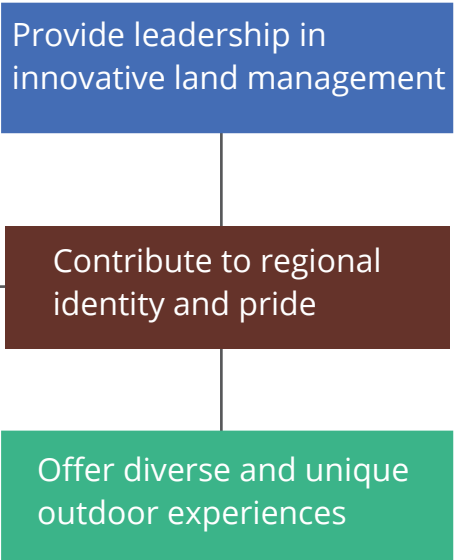 Provide leadership in
innovative land management
Contribute to regional
identity and pride
Offer diverse and unique
outdoor experiences